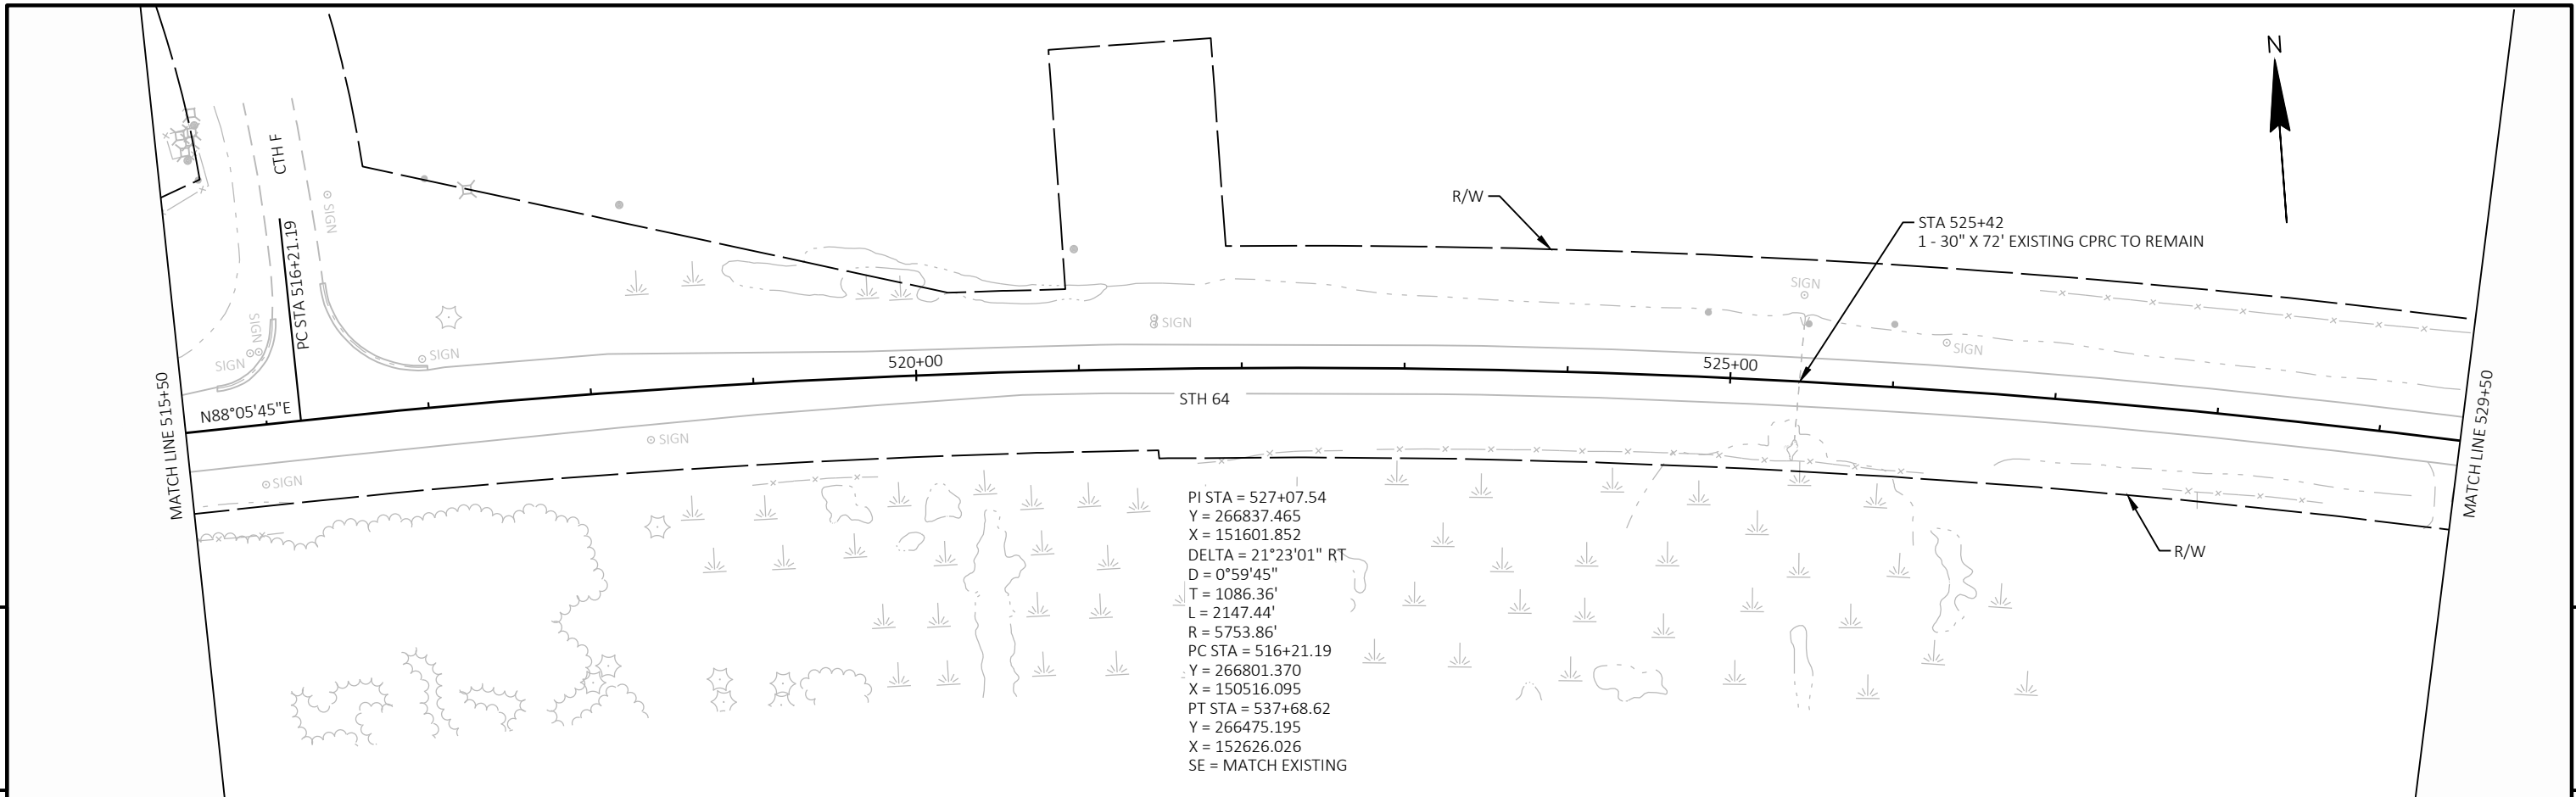 N
CTH F
R/W
STA 525+42
1 - 30" X 72' EXISTING CPRC TO REMAIN
SIGN
PC STA 516+21.19
SIGN
SIGN
SIGN
SIGN
SIGN
SIGN
520+00
525+00
MATCH LINE 515+50
N88°05'45"E
STH 64
MATCH LINE 529+50
SIGN
SIGN
PI STA = 527+07.54
Y = 266837.465
X = 151601.852
DELTA = 21°23'01" RT
D = 0°59'45"
T = 1086.36'
L = 2147.44'
R = 5753.86'
PC STA = 516+21.19
Y = 266801.370
X = 150516.095
PT STA = 537+68.62
Y = 266475.195
X = 152626.026
SE = MATCH EXISTING
R/W